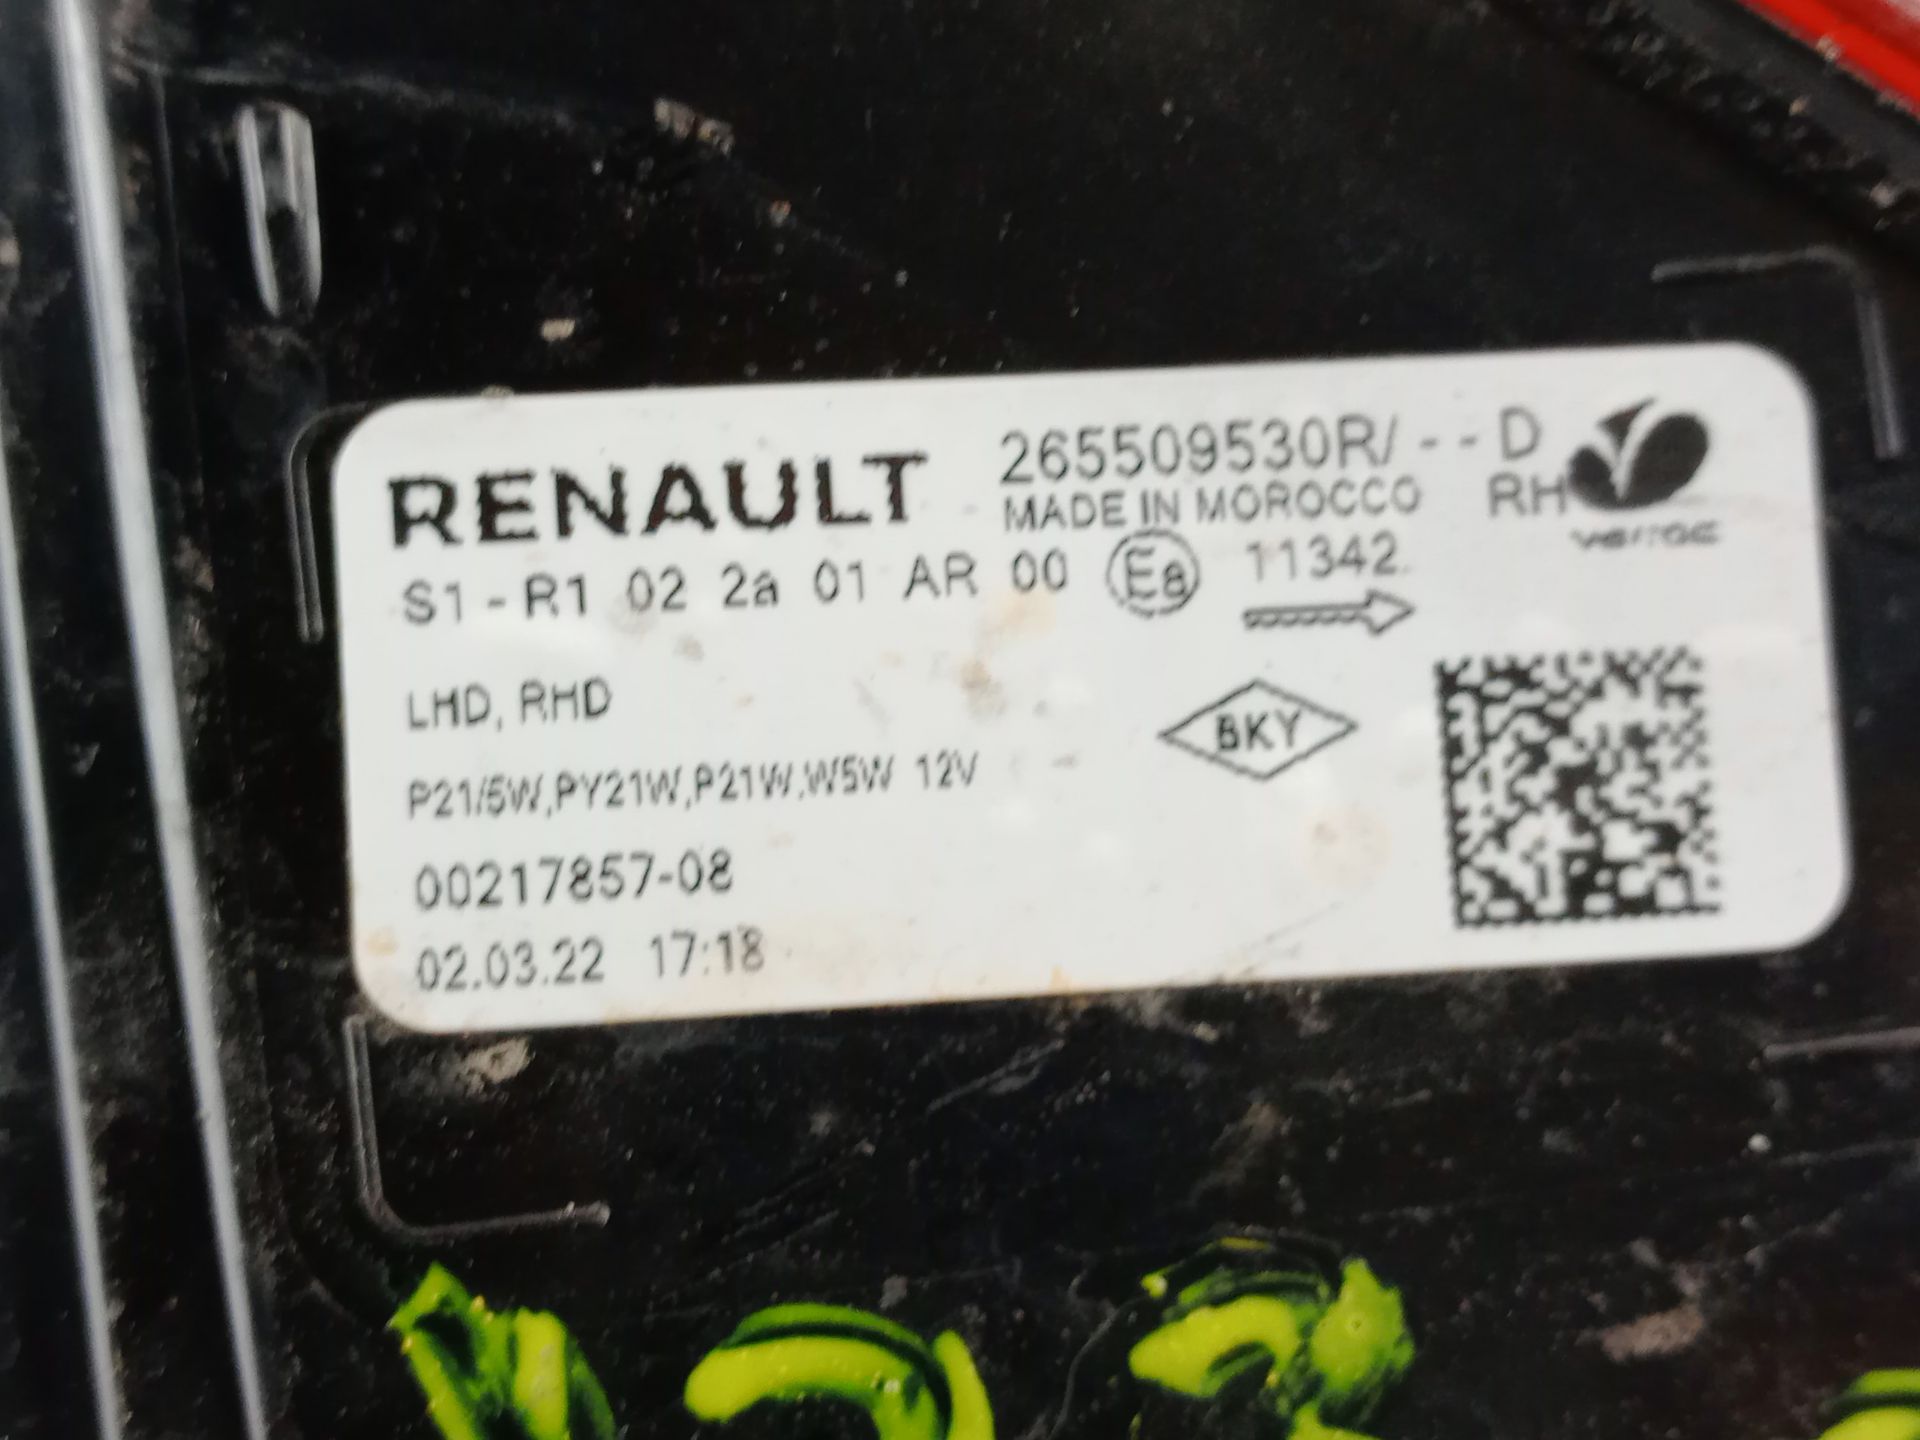 RENAULT 265509530R/ - - D
MADE IN MOROCCO RH
Valeo
S1 - R1 02 2a 01 AR 00 E8 11342
LHD, RHD
BKY
P21/5W,PY21W,P21W,W5W 12V
00217857-08
02.03.22 17:18